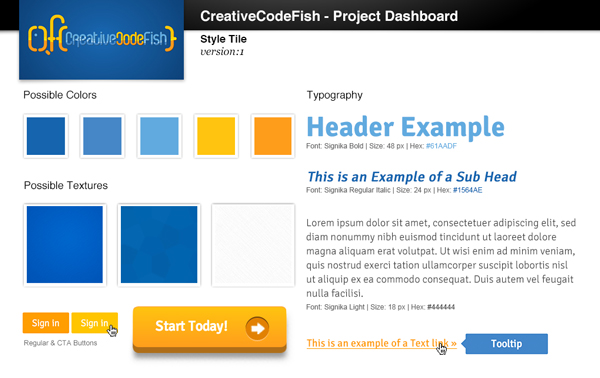 CreativeCodeFish - Project Dashboard
CreativeCodeFish
Style Tile
version:1
Possible Colors
Possible Textures
Sign in
Sign in
Regular & CTA Buttons
Start Today!
Typography
Header Example
Font: Signika Bold | Size: 48 px | Hex: #61AADF
This is an Example of a Sub Head
Font: Signika Regular Italic | Size: 24 px | Hex: #1564AE
Lorem ipsum dolor sit amet, consectetuer adipiscing elit, sed
diam nonummy nibh euismod tincidunt ut laoreet dolore
magna aliquam erat volutpat. Ut wisi enim ad minim veniam,
quis nostrud exerci tation ullamcorper suscipit lobortis nisl
ut aliquip ex ea commodo consequat. Duis autem vel feugait
nulla facilisi.
Font: Signika Light | Size: 18 px | Hex: #444444
This is an example of a Text link »
Tooltip